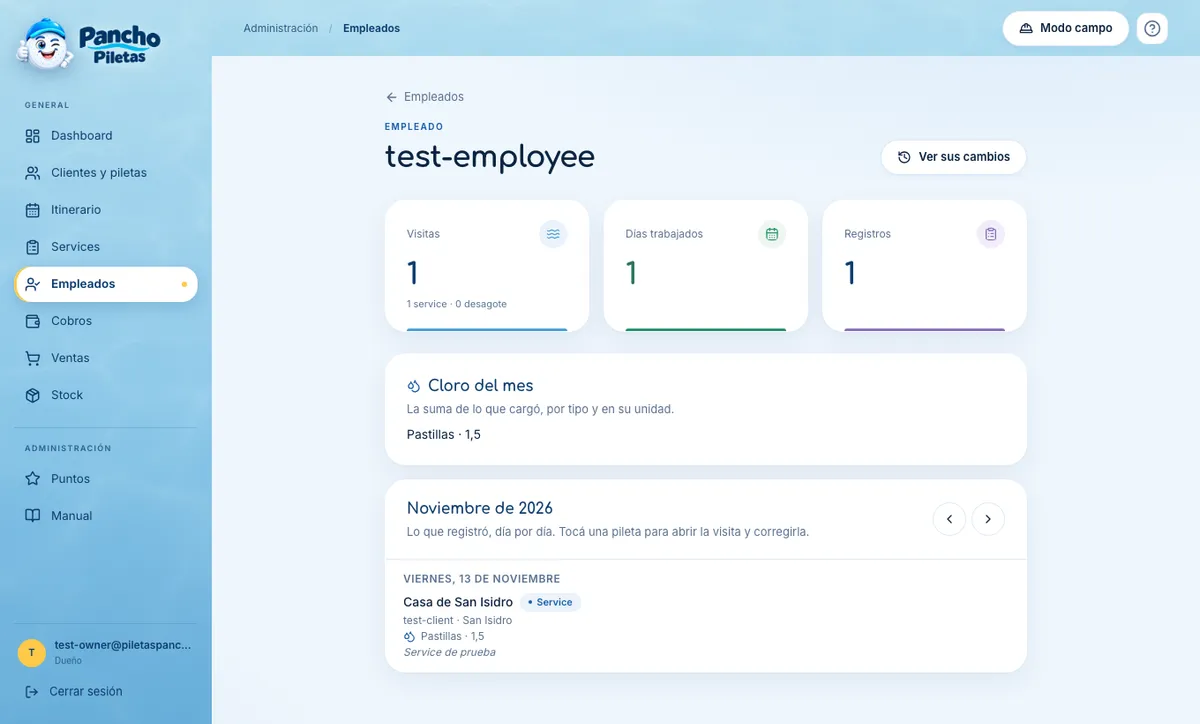 Pancho
Piletas
Administración / Empleados
Modo campo
GENERAL
Dashboard
Clientes y piletas
Itinerario
Services
Empleados
Cobros
Ventas
Stock
ADMINISTRACIÓN
Puntos
Manual
T
test-owner@piletaspanc...
Dueño
Cerrar sesión
Empleados
EMPLEADO
test-employee
Ver sus cambios
Visitas
1
1 service · 0 desagote
Días trabajados
1
Registros
1
Cloro del mes
La suma de lo que cargó, por tipo y en su unidad.
Pastillas · 1,5
Noviembre de 2026
Lo que registró, día por día. Tocá una pileta para abrir la visita y corregirla.
VIERNES, 13 DE NOVIEMBRE
Casa de San Isidro • Service
test-client · San Isidro
Pastillas · 1,5
Service de prueba